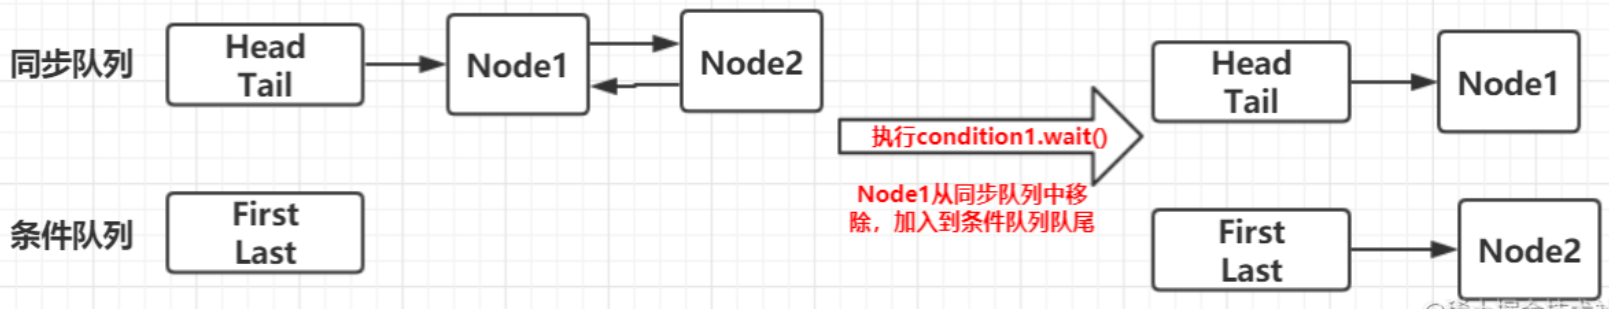 同步队列
Head
Tail
Node1
Node2
执行condition1.wait()
Node1从同步队列中移
除，加入到条件队列队尾
Head
Tail
Node1
条件队列
First
Last
First
Last
Node2